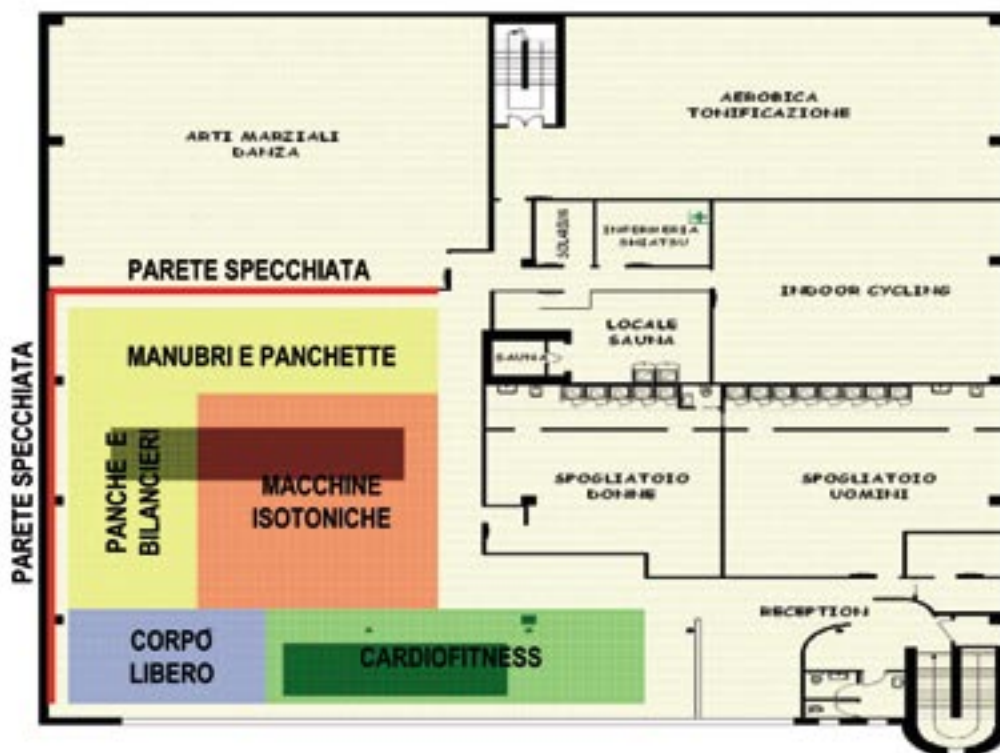 AEROBICA
TONIFICAZIONE
ARTI MARZIALI
DANZA
SOLARIUM
INFERMERIA
SHIATSU
PARETE SPECCHIATA
INDOOR CYCLING
LOCALE
SAUNA
SAUNA
MANUBRI E PANCHETTE
PARETE SPECCHIATA
PANCHE E
BILANCIERI
MACCHINE
ISOTONICHE
SPOGLIATOIO
DONNE
SPOGLIATOIO
UOMINI
RECEPTION
CORPO
LIBERO
CARDIOFITNESS